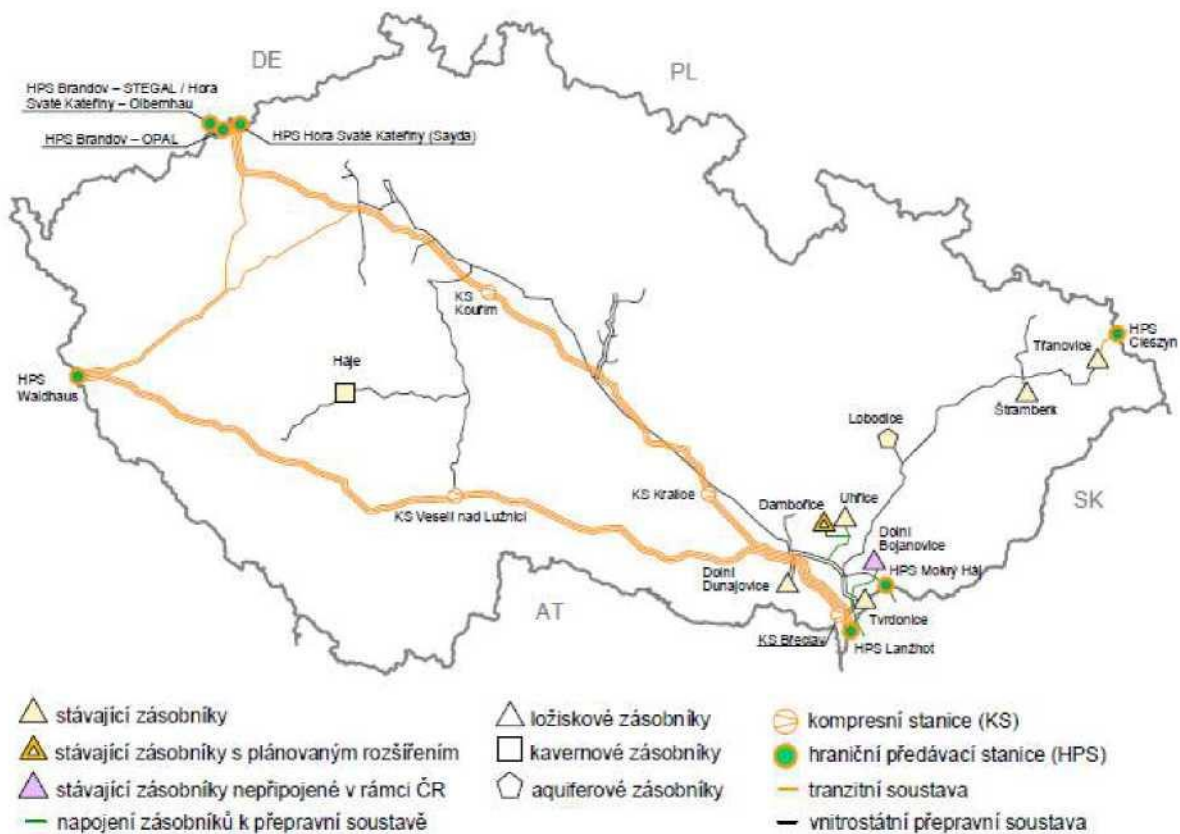 DE
PL
HPS Brandov – STEGAL / Hora
Svaté Kateřiny – Olbernhau
HPS Brandov – OPAL
HPS Hora Svaté Kateřiny (Sayda)
KS
Kouřim
HPS
Cieszyn
Třanovice
Háje
HPS
Waidhaus
Štramberk
Lobodice
SK
KS Kralice
Dambořice
Uhřice
KS Veselí nad Lužnicí
Dolní
Bojanovice
HPS Mokrý Háj
Dolní
Dunajovice
AT
Tvrdonice
KS Břeclav
HPS Lanžhot
stávající zásobníky
stávající zásobníky s plánovaným rozšířením
stávající zásobníky nepřipojené v rámci ČR
napojení zásobníků k přepravní soustavě
ložiskové zásobníky
kavernové zásobníky
aquiferové zásobníky
kompresní stanice (KS)
hraniční předávací stanice (HPS)
tranzitní soustava
vnitrostátní přepravní soustava